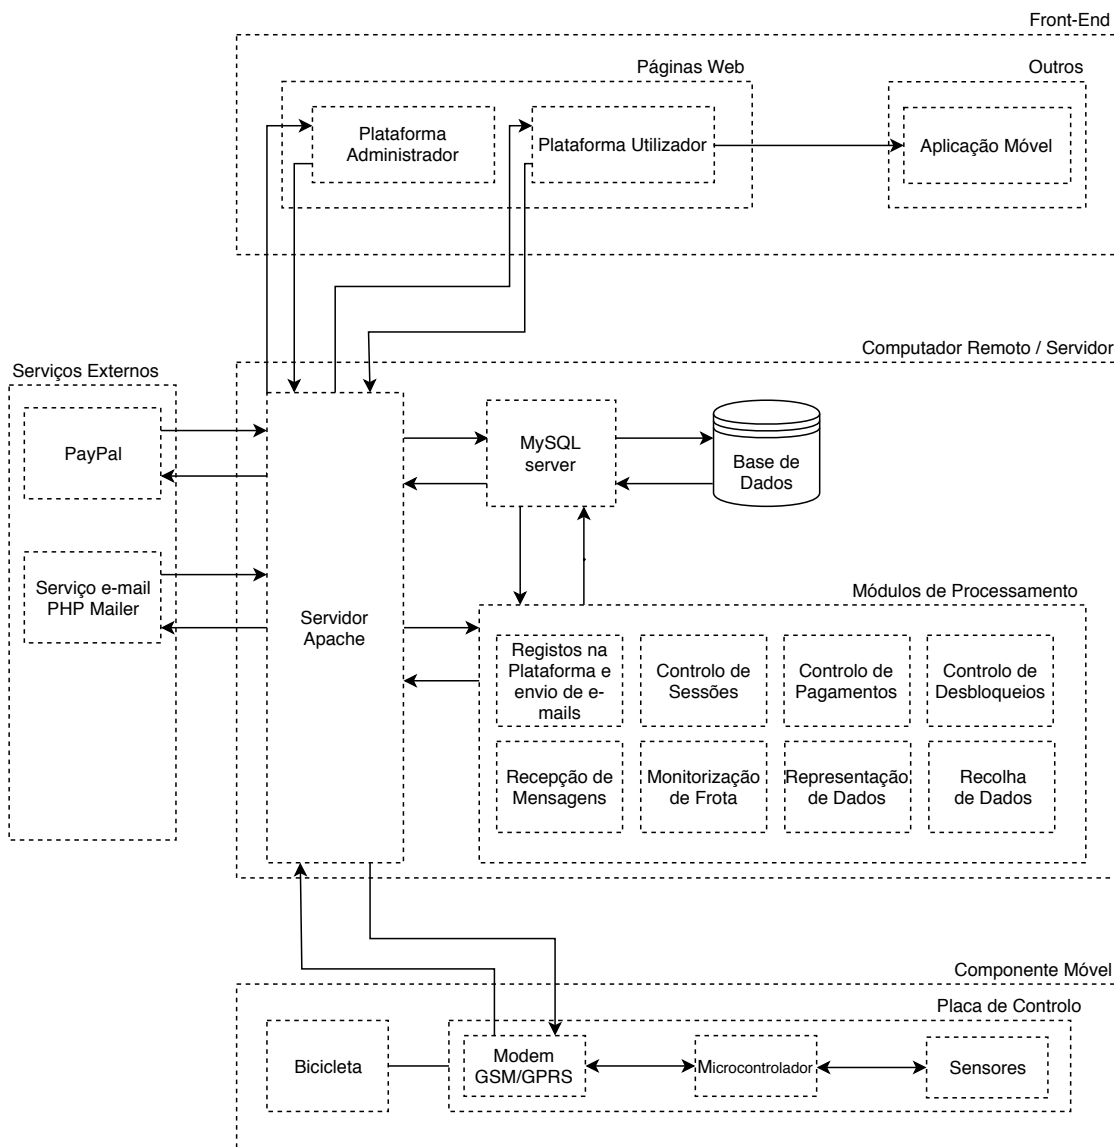 Front-End
Páginas Web
Outros
Plataforma
Administrador
Plataforma Utilizador
Aplicação Móvel
Computador Remoto / Servidor
Serviços Externos
PayPal
MySQL
server
Base de
Dados
Serviço e-mail
PHP Mailer
Servidor
Apache
Módulos de Processamento
Registos na
Plataforma e
envio de e-
mails
Controlo de
Sessões
Controlo de
Pagamentos
Controlo de
Desbloqueios
Recepção de
Mensagens
Monitorização
de Frota
Representação
de Dados
Recolha
de Dados
Componente Móvel
Placa de Controlo
Bicicleta
Modem
GSM/GPRS
Microcontrolador
Sensores